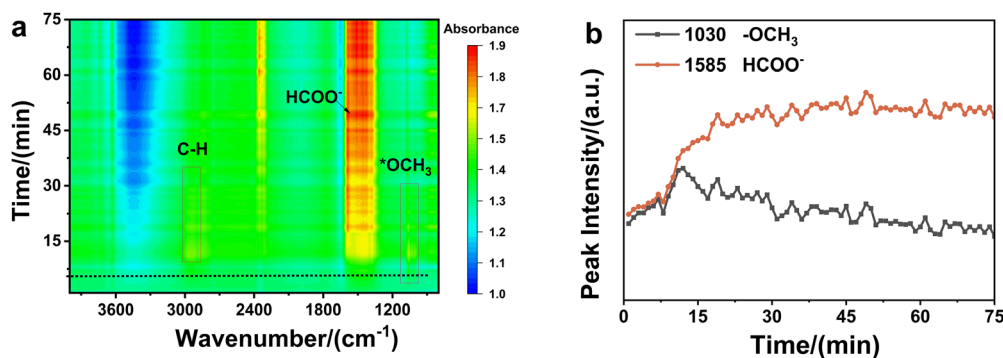 a
Absorbance
Time/(min)
75
60
45
30
15
HCOO⁻
C-H
*OCH₃
3600
3000
2400
1800
1200
Wavenumber/(cm⁻¹)
1.9
1.8
1.7
1.6
1.5
1.4
1.3
1.2
1.1
1.0
b
1030 -OCH₃
1585 HCOO⁻
Peak Intensity/(a.u.)
0
15
30
45
60
75
Time/(min)